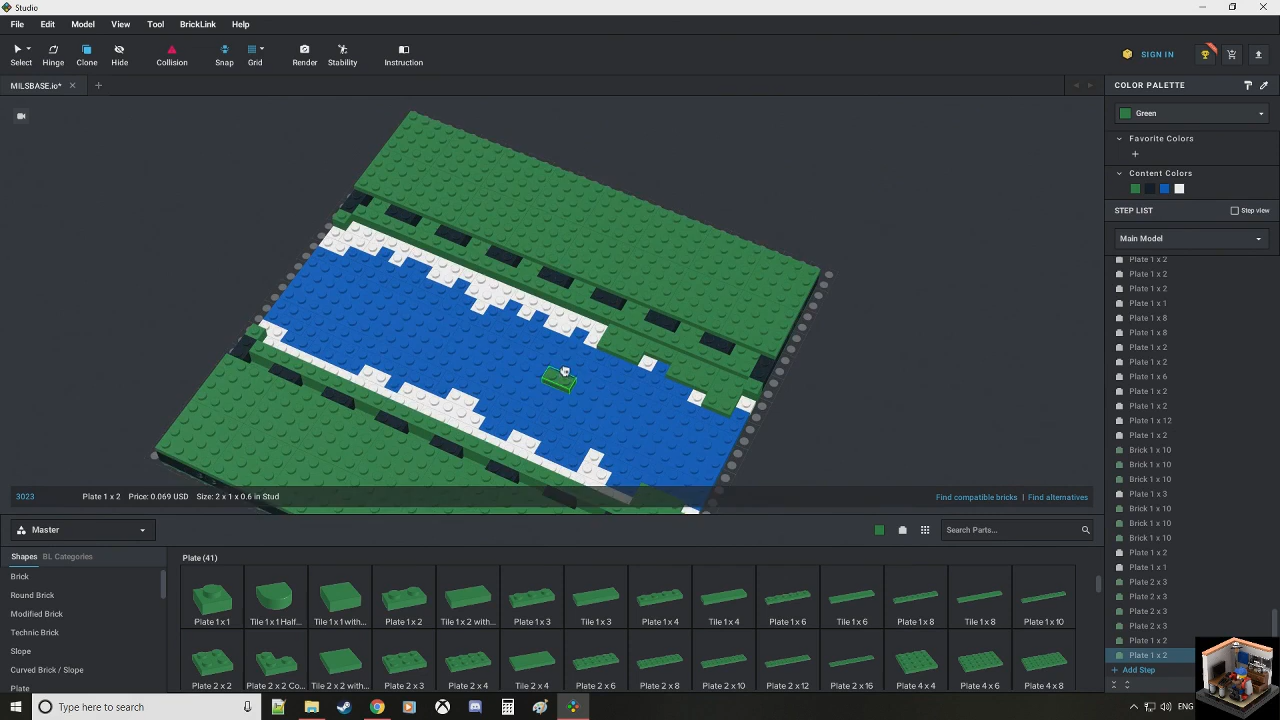 Studio
File Edit Model View Tool BrickLink Help
Select Hinge Clone Hide Collision Snap Grid Render Stability Instruction SIGN IN
MILSBASE.io*
COLOR PALETTE
Green
Favorite Colors
Content Colors
STEP LIST
Step view
Main Model
Plate 1 x 2
Plate 1 x 2
Plate 1 x 2
Plate 1 x 2
Plate 1 x 1
Plate 1 x 8
Plate 1 x 8
Plate 1 x 2
Plate 1 x 2
Plate 1 x 6
Plate 1 x 2
Plate 1 x 2
Plate 1 x 12
Plate 1 x 2
Brick 1 x 10
Brick 1 x 10
Brick 1 x 10
Plate 1 x 3
Brick 1 x 10
Brick 1 x 10
Brick 1 x 10
Plate 1 x 2
Plate 1 x 1
Plate 2 x 3
Plate 2 x 3
Plate 2 x 3
Plate 2 x 3
Plate 1 x 2
Plate 1 x 2
+ Add Step
3023 Plate 1 x 2 Price: 0.069 USD Size: 2 x 1 x 0.6 in Stud
Find compatible bricks | Find alternatives
Master
Search Parts...
Shapes BL Categories
Brick
Round Brick
Modified Brick
Technic Brick
Slope
Curved Brick / Slope
Plate
Plate (41)
Plate 1 x1 Tile 1 x1 Half... Tile 1 x1 with... Plate 1 x 2 Tile 1 x 2 with... Plate 1 x 3 Tile 1 x 3 Plate 1 x 4 Tile 1 x 4 Plate 1 x 6 Tile 1 x 6 Plate 1 x 8 Tile 1 x 8 Plate 1 x 10
Plate 2 x 2 Plate 2 x 2 Co... Tile 2 x 2 with... Plate 2 x 3 Plate 2 x 4 Tile 2 x 4 Plate 2 x 6 Plate 2 x 8 Plate 2 x 10 Plate 2 x 12 Plate 2 x 16 Plate 4 x 4 Plate 4 x 6 Plate 4 x 8
Type here to search
ENG